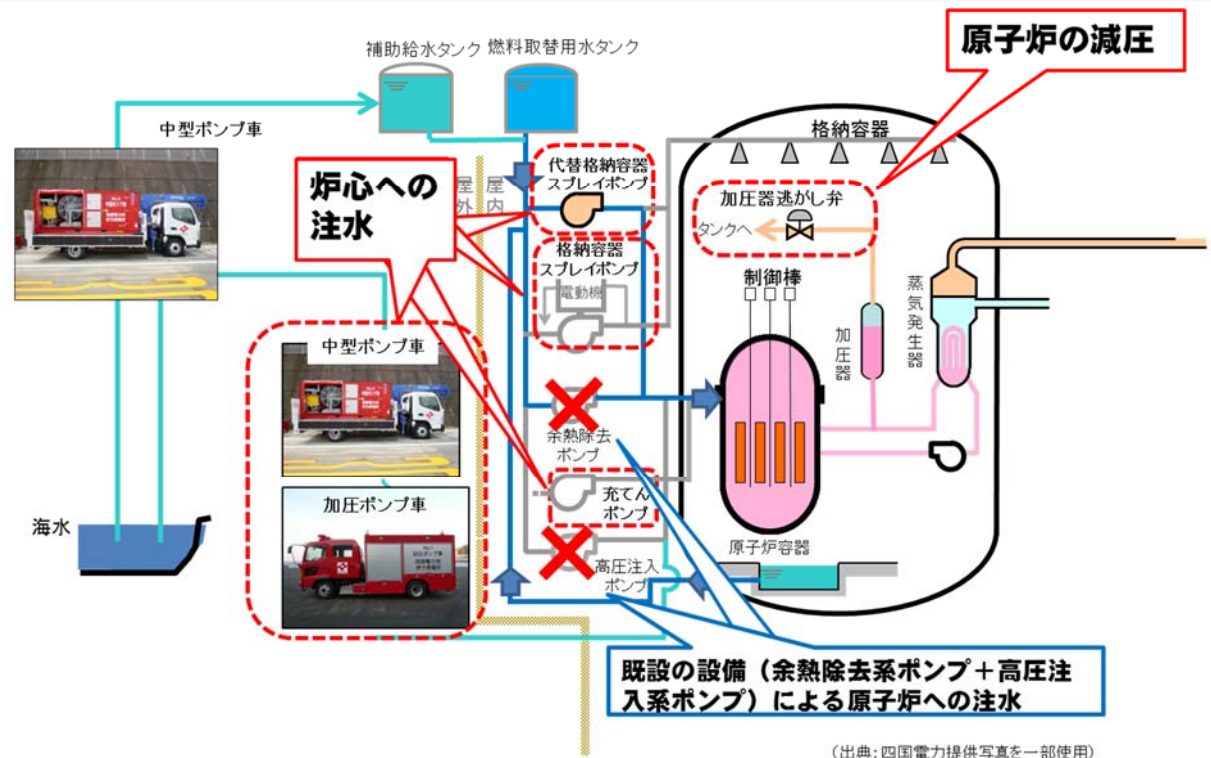 原子炉の減圧
補助給水タンク
燃料取替用水タンク
中型ポンプ車
格納容器
炉心への
注水
屋外
屋内
代替格納容器
スプレイポンプ
加圧器逃がし弁
タンクへ
格納容器
スプレイポンプ
電動機
制御棒
蒸気発生器
加圧器
中型ポンプ車
余熱除去
ポンプ
加圧ポンプ車
充てん
ポンプ
海水
原子炉容器
高圧注入
ポンプ
既設の設備（余熱除去系ポンプ＋高圧注
入系ポンプ）による原子炉への注水
（出典：四国電力提供写真を一部使用）